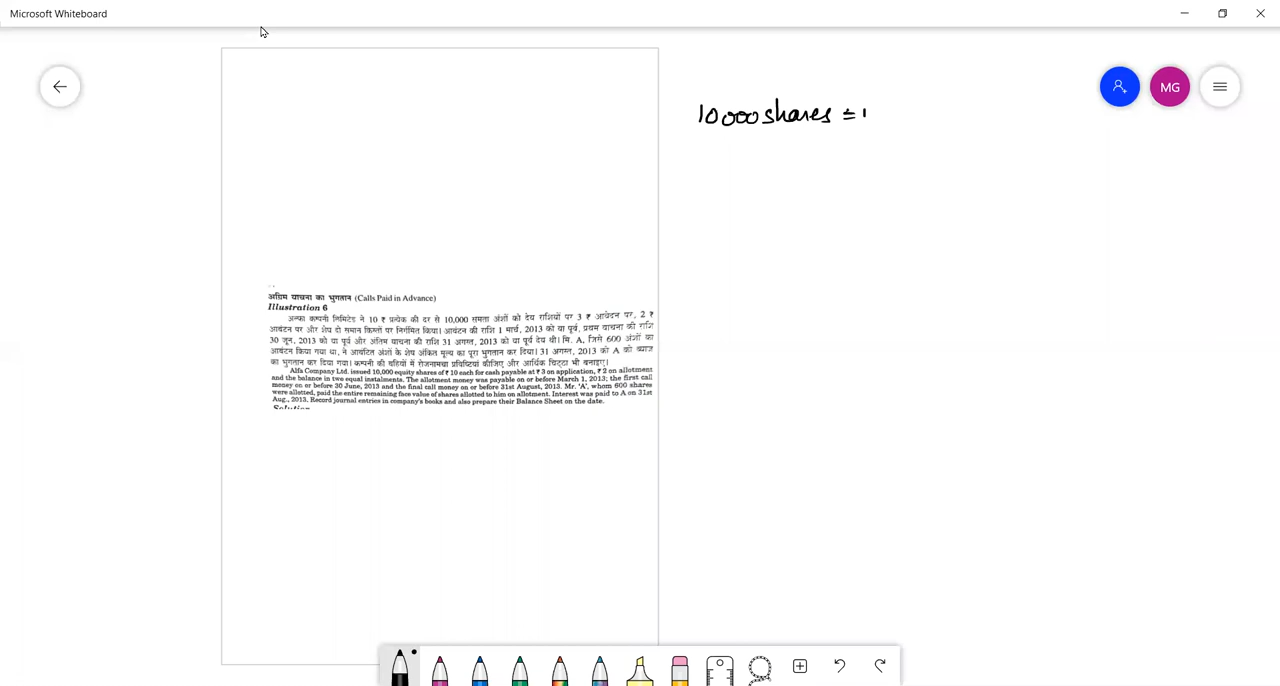 Microsoft Whiteboard
MG
10,000 shares = 1
अग्रिम याचना का भुगतान (Calls Paid in Advance)
Illustration 6
अल्फा कम्पनी लिमिटेड ने 10 ₹ प्रत्येक की दर से 10,000 समता अंशों को देय राशियों पर 3 ₹ आवेदन पर, 2 ₹
आबंटन पर और शेष दो समान किस्तों पर निर्गमित किया। आबंटन की राशि 1 मार्च, 2013 को या पूर्व, प्रथम याचना की राशि
30 जून, 2013 को या पूर्व और अंतिम याचना की राशि 31 अगस्त, 2013 को या पूर्व देय थी। मि. A, जिसे 600 अंशों का
आबंटन किया गया था, ने आबंटित अंशों के शेष अंकित मूल्य का पूरा भुगतान कर दिया। 31 अगस्त, 2013 को A को ब्याज
का भुगतान कर दिया गया। कम्पनी की बहियों में रोजनामचा प्रविष्टियां कीजिए और आर्थिक चिट्ठा भी बनाइए।
Alfa Company Ltd. issued 10,000 equity shares of ₹ 10 each for cash payable at ₹ 3 on application, ₹ 2 on allotment
and the balance in two equal instalments. The allotment money was payable on or before March 1, 2013; the first call
money on or before 30 June, 2013 and the final call money on or before 31st August, 2013. Mr. 'A', whom 600 shares
were allotted, paid the entire remaining face value of shares allotted to him on allotment. Interest was paid to A on 31st
Aug., 2013. Record journal entries in company's books and also prepare their Balance Sheet on the date.
Solution